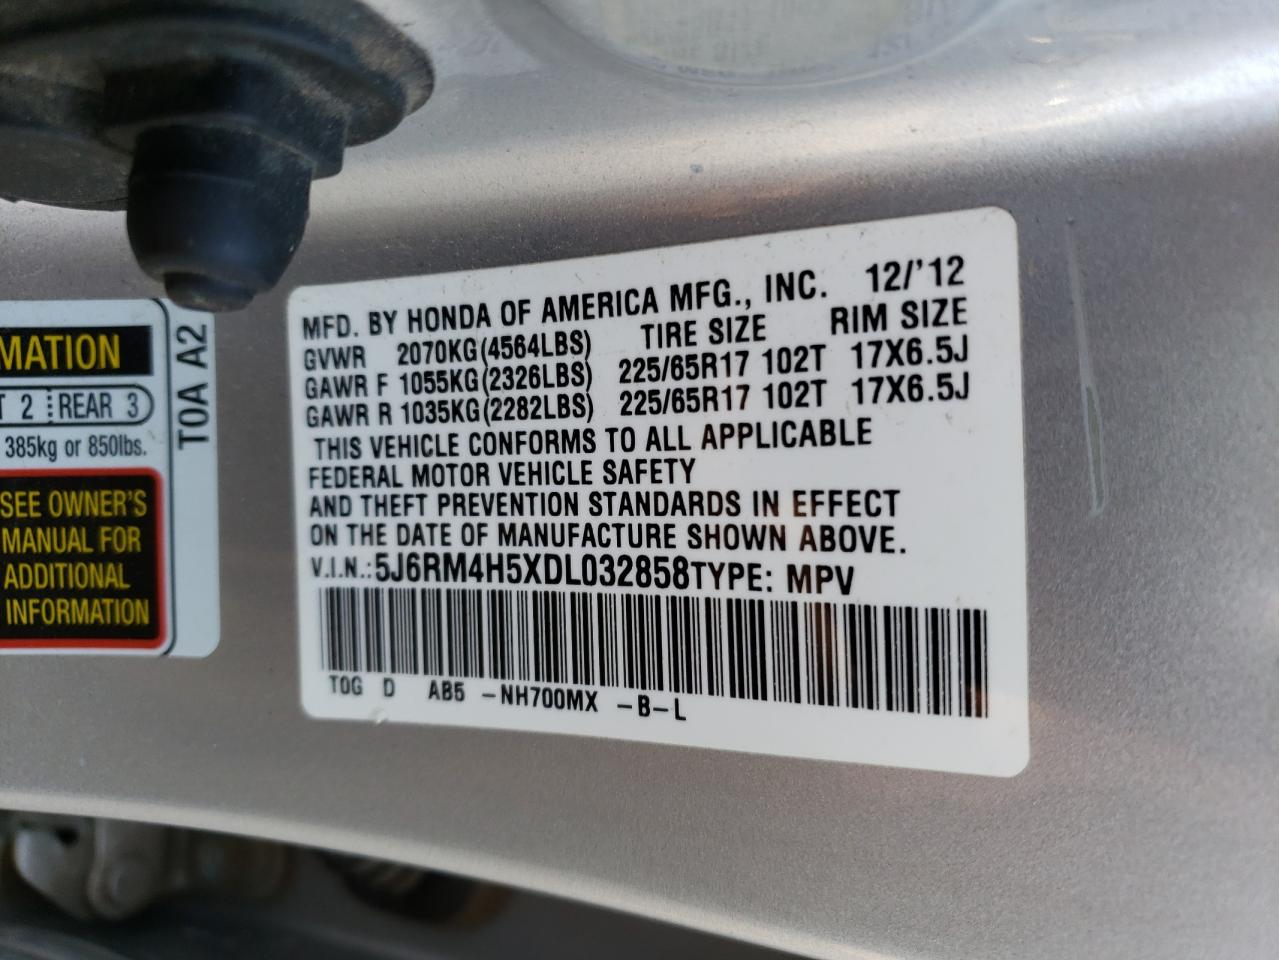 MATION
T 2 REAR 3
385kg or 850lbs.
SEE OWNER'S
MANUAL FOR
ADDITIONAL
INFORMATION
T0A A2
MFD. BY HONDA OF AMERICA MFG., INC. 12/'12
GVWR 2070KG(4564LBS) TIRE SIZE RIM SIZE
GAWR F 1055KG(2326LBS) 225/65R17 102T 17X6.5J
GAWR R 1035KG(2282LBS) 225/65R17 102T 17X6.5J
THIS VEHICLE CONFORMS TO ALL APPLICABLE
FEDERAL MOTOR VEHICLE SAFETY
AND THEFT PREVENTION STANDARDS IN EFFECT
ON THE DATE OF MANUFACTURE SHOWN ABOVE.
V.I.N.: 5J6RM4H5XDL032858 TYPE: MPV
T0G D AB5 -NH700MX -B-L